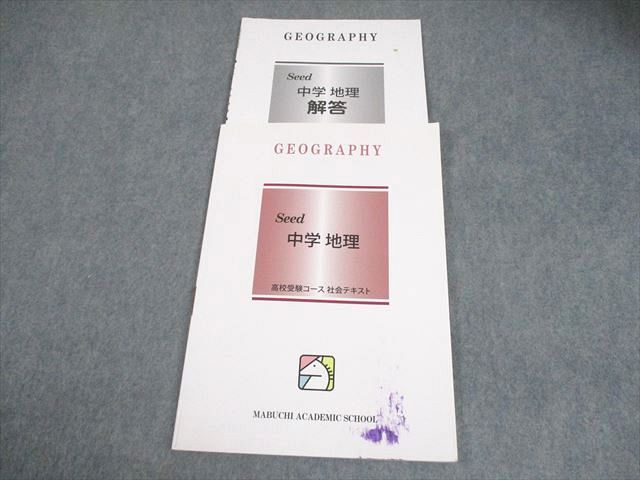 GEOGRAPHY
Seed
中学 地理
解答
GEOGRAPHY
Seed
中学 地理
高校受験コース 社会テキスト
MABUCHI ACADEMIC SCHOOL